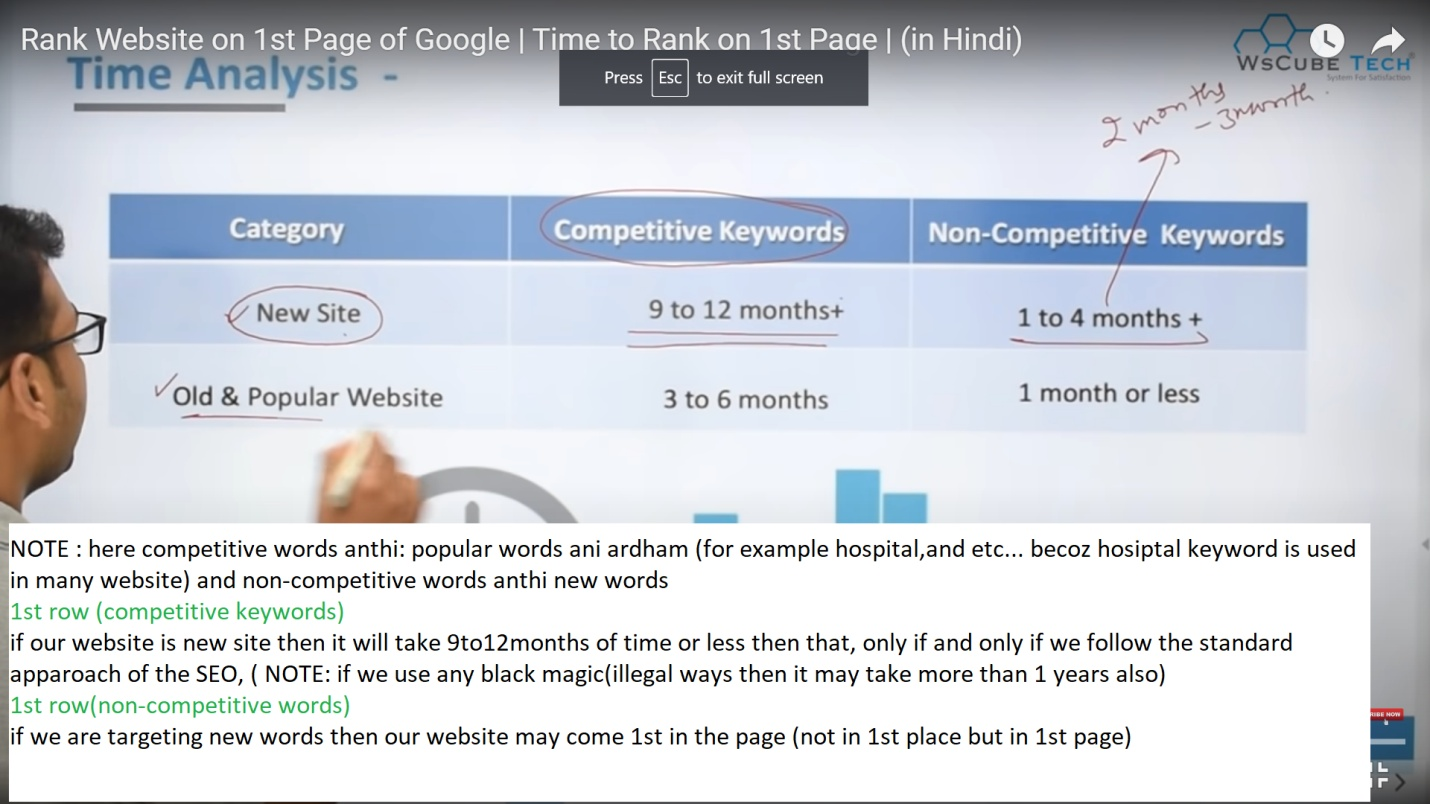 Rank Website on 1st Page of Google | Time to Rank on 1st Page | (in Hindi)
Time Analysis -
Press Esc to exit full screen
WsCUBE TECH
System For Satisfaction
2 months
- 3 month
Category Competitive Keywords Non-Competitive Keywords
New Site 9 to 12 months+ 1 to 4 months +
Old & Popular Website 3 to 6 months 1 month or less
NOTE : here competitive words anthi: popular words ani ardham (for example hospital,and etc... becoz hosiptal keyword is used
in many website) and non-competitive words anthi new words
1st row (competitive keywords)
if our website is new site then it will take 9to12months of time or less then that, only if and only if we follow the standard
apparoach of the SEO, ( NOTE: if we use any black magic(illegal ways then it may take more than 1 years also)
1st row(non-competitive words)
if we are targeting new words then our website may come 1st in the page (not in 1st place but in 1st page)
RIBE NOW